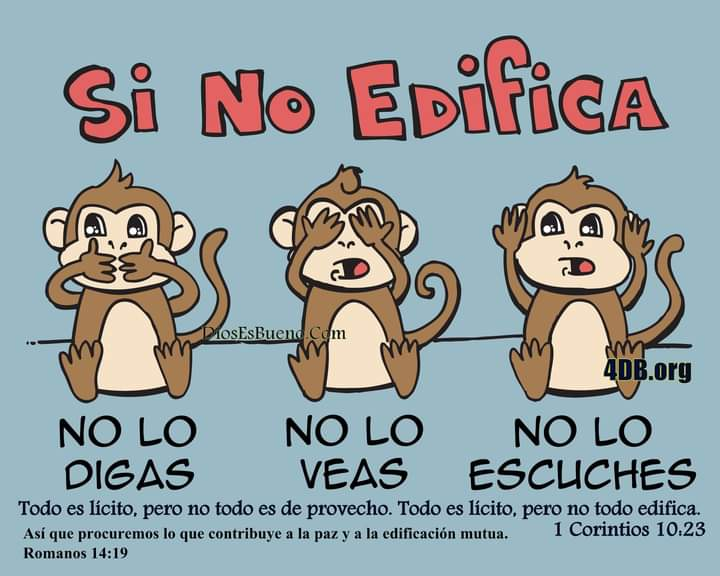 Si No Edifica
DiosEsBueno.Com
4DB.org
NO LO NO LO NO LO
DIGAS VEAS ESCUCHES
Todo es lícito, pero no todo es de provecho. Todo es lícito, pero no todo edifica.
1 Corintios 10:23
Así que procuremos lo que contribuye a la paz y a la edificación mutua.
Romanos 14:19